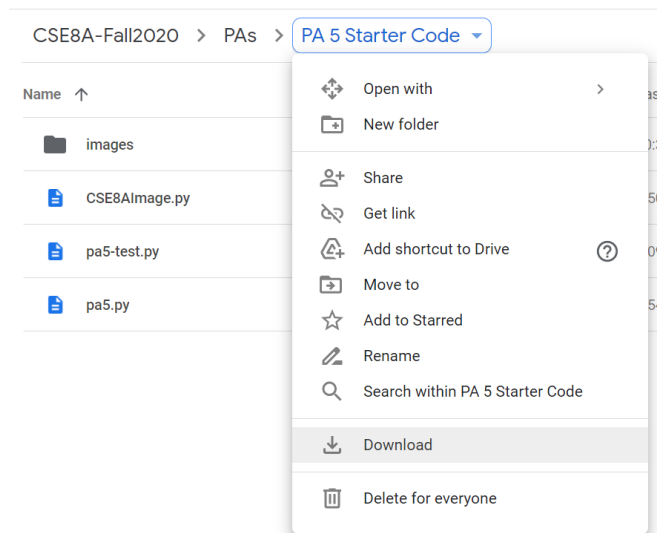 CSE8A-Fall2020 > PAs > PA 5 Starter Code
Name
images
CSE8AImage.py
pa5-test.py
pa5.py
Open with
New folder
Share
Get link
Add shortcut to Drive
Move to
Add to Starred
Rename
Search within PA 5 Starter Code
Download
Delete for everyone